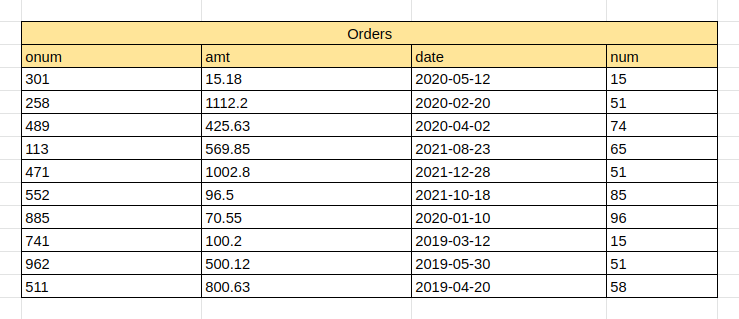 Orders
onum amt date num
301 15.18 2020-05-12 15
258 1112.2 2020-02-20 51
489 425.63 2020-04-02 74
113 569.85 2021-08-23 65
471 1002.8 2021-12-28 51
552 96.5 2021-10-18 85
885 70.55 2020-01-10 96
741 100.2 2019-03-12 15
962 500.12 2019-05-30 51
511 800.63 2019-04-20 58